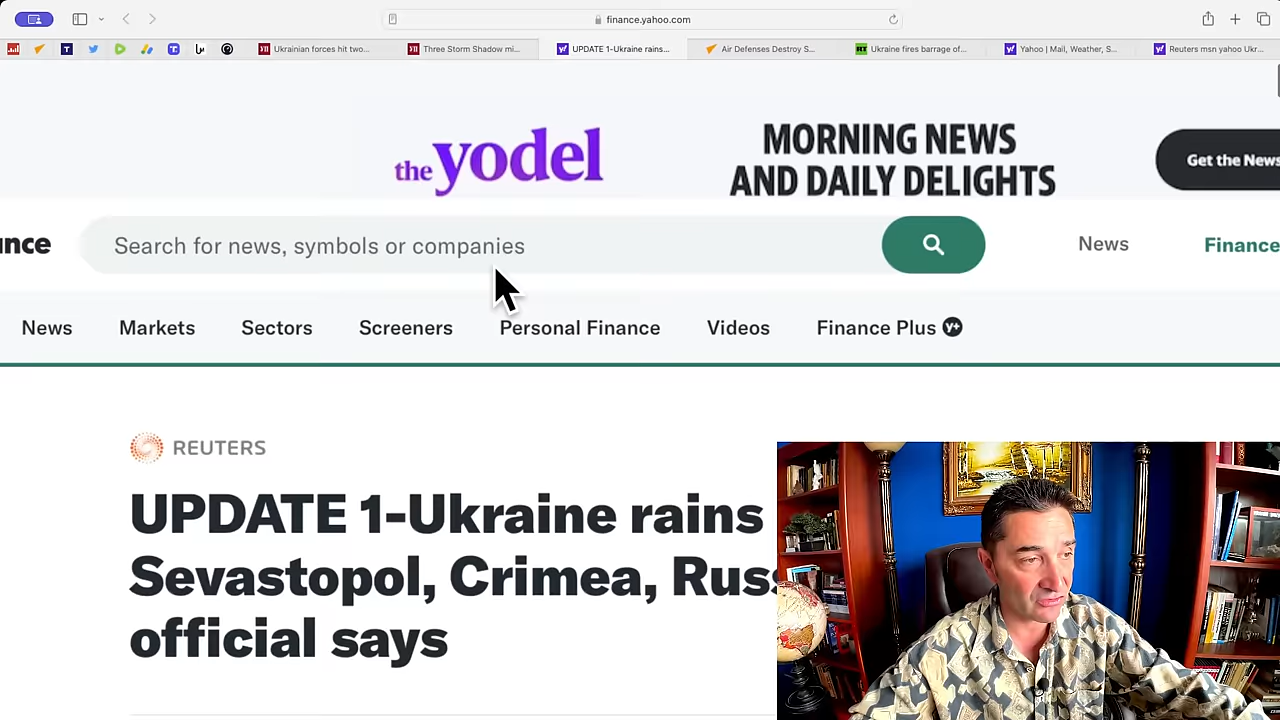 finance.yahoo.com
Ukrainian forces hit two...
Three Storm Shadow mi...
UPDATE 1-Ukraine rains...
Air Defenses Destroy S...
Ukraine fires barrage of...
Yahoo | Mail, Weather, S...
Reuters msn yahoo Ukr...
the yodel
MORNING NEWS
AND DAILY DELIGHTS
Get the News
nce
Search for news, symbols or companies
News
Finance
News
Markets
Sectors
Screeners
Personal Finance
Videos
Finance Plus y+
REUTERS
UPDATE 1-Ukraine rains
Sevastopol, Crimea, Rus
official says